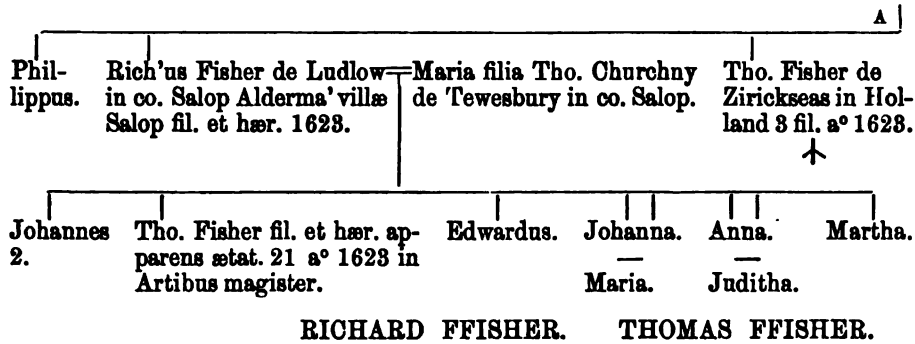 A
Phil-
lippus.
Rich'us Fisher de Ludlow
in co. Salop Alderma' villæ
Salop fil. et hær. 1623.
Maria filia Tho. Churchny
de Tewesbury in co. Salop.
Tho. Fisher de
Zirickseas in Hol-
land 3 fil. aº 1623.
Johannes
2.
Tho. Fisher fil. et hær. ap-
parens ætat. 21 aº 1623 in
Artibus magister.
Edwardus.
Johanna.
Maria.
Anna.
Juditha.
Martha.
RICHARD FFISHER. THOMAS FFISHER.